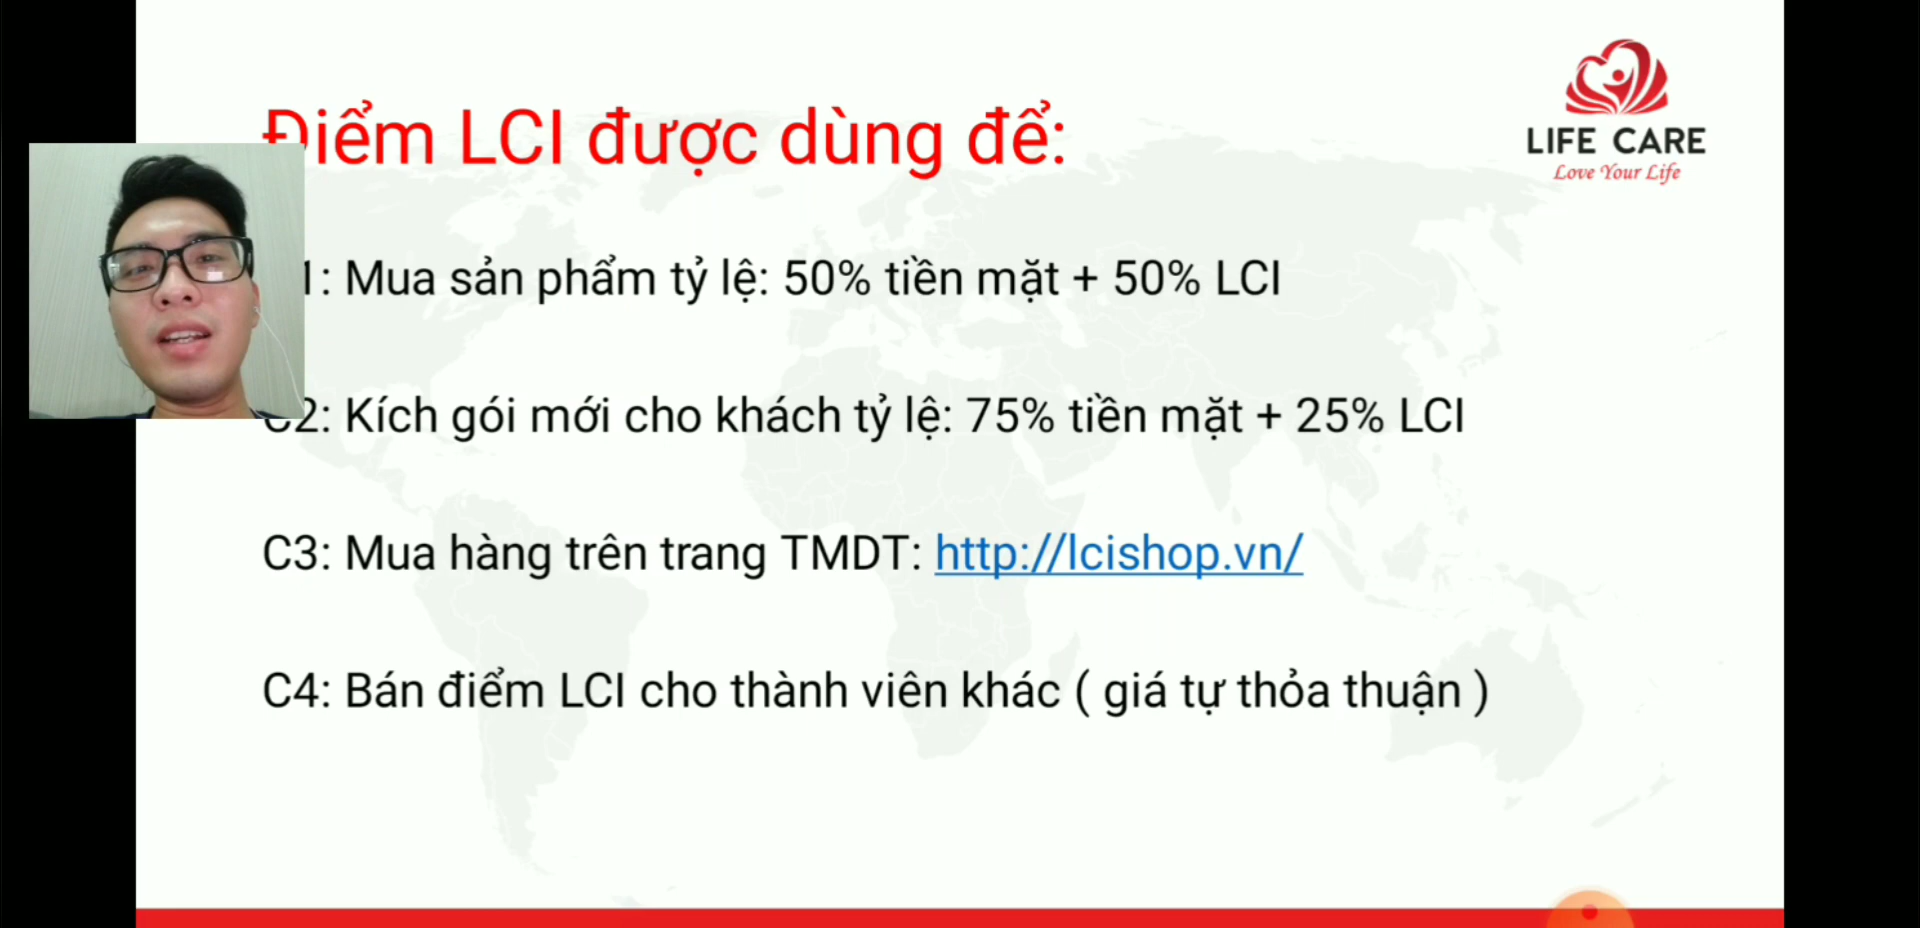 Điểm LCI được dùng để:
LIFE CARE
Love Your Life
1: Mua sản phẩm tỷ lệ: 50% tiền mặt + 50% LCI
C2: Kích gói mới cho khách tỷ lệ: 75% tiền mặt + 25% LCI
C3: Mua hàng trên trang TMDT: http://lcishop.vn/
C4: Bán điểm LCI cho thành viên khác ( giá tự thỏa thuận )